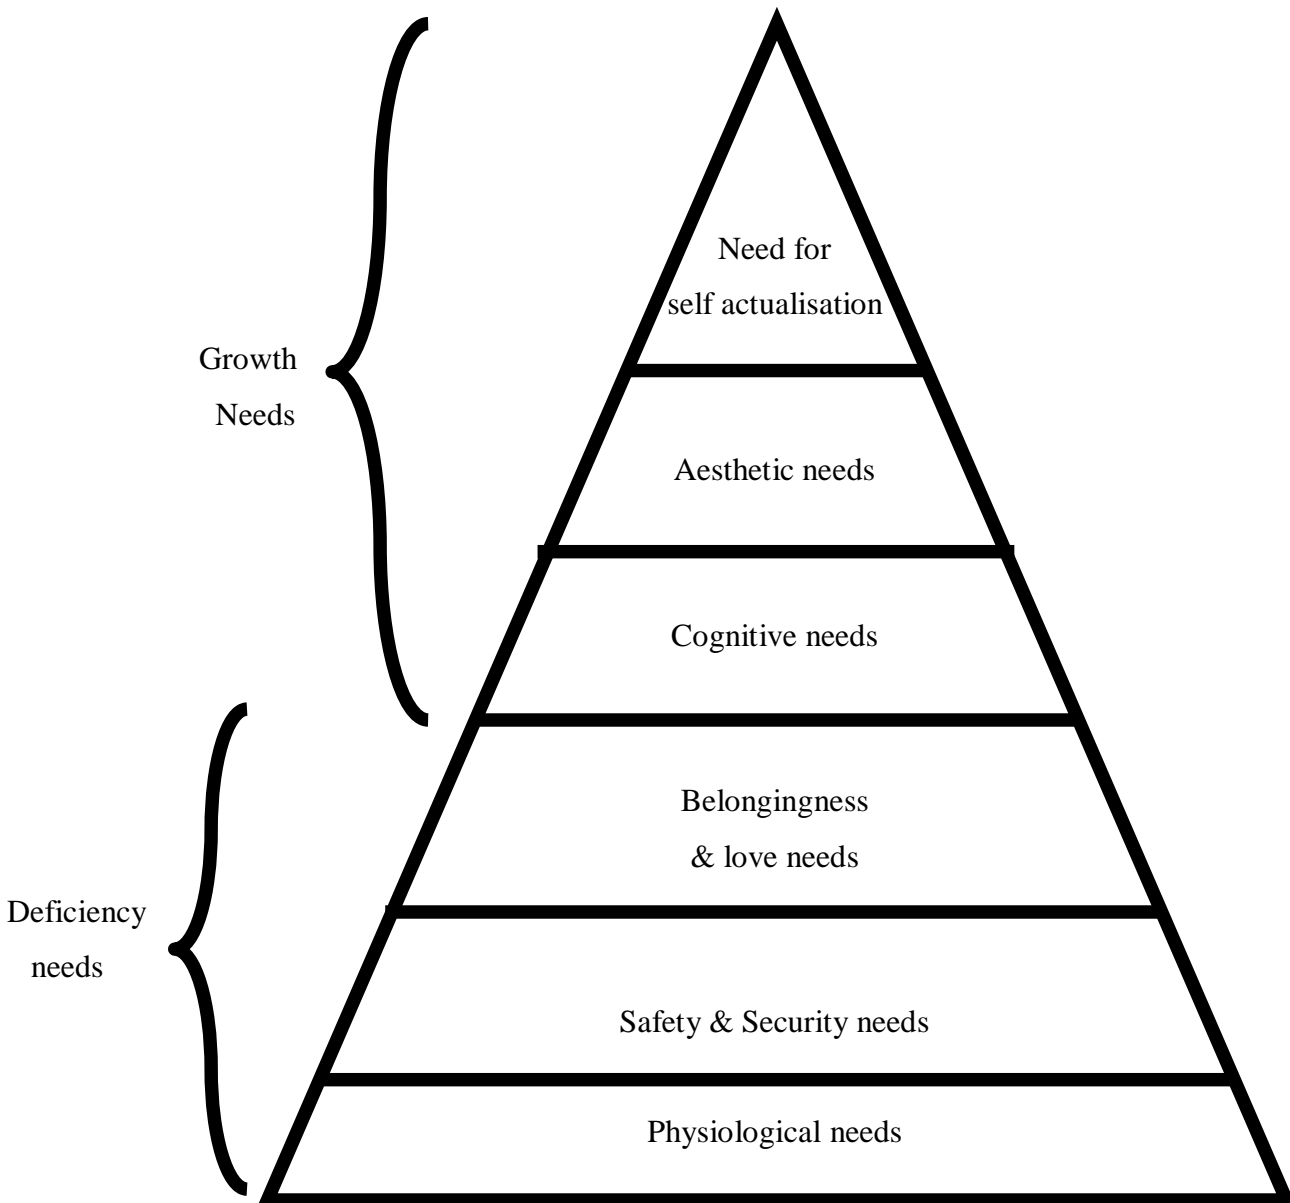 Need for
self actualisation
Growth
Needs
Aesthetic needs
Cognitive needs
Belongingness
& love needs
Deficiency
needs
Safety & Security needs
Physiological needs